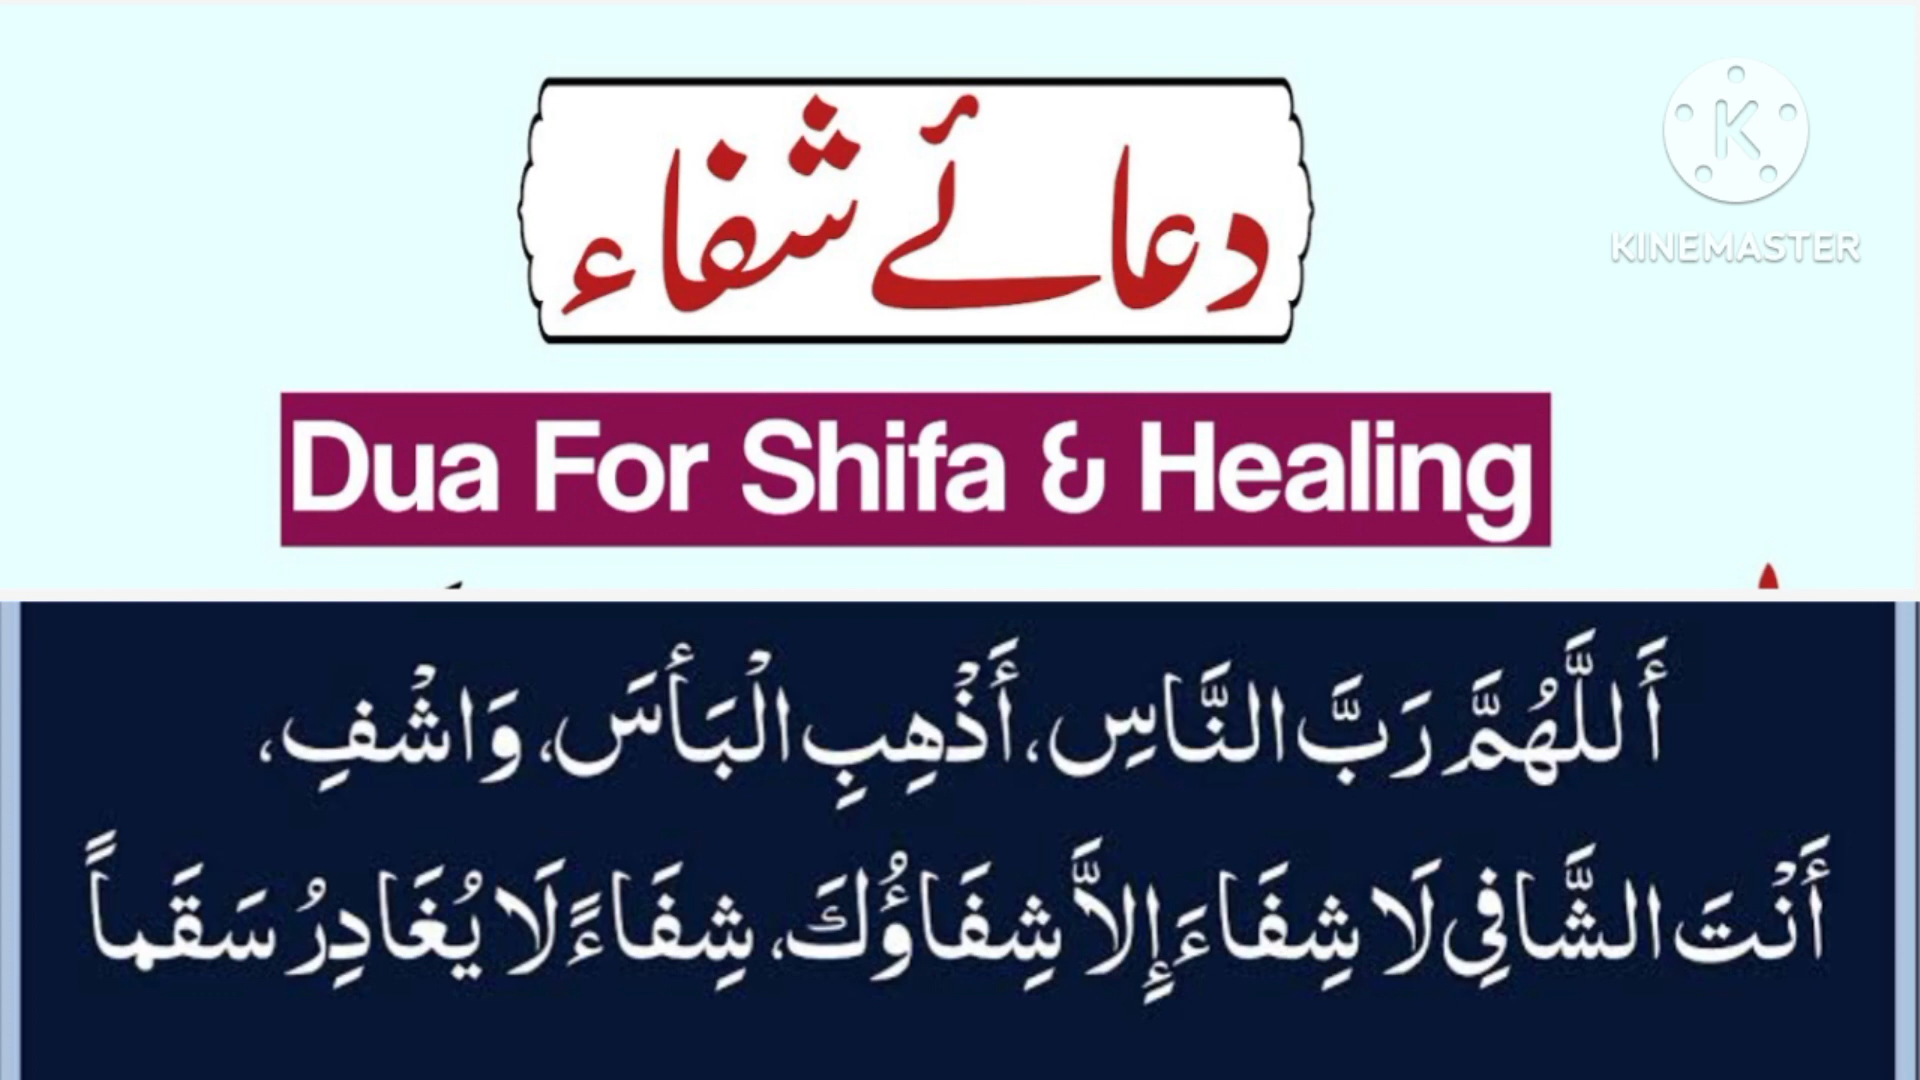 دعائے شفاء
KINEMASTER
Dua For Shifa & Healing
أَللَّهُمَّ رَبَّ النَّاسِ، أَذْهِبِ الْبَأْسَ، وَاشْفِ،
أَنْتَ الشَّافِي لَا شِفَاءَ إِلاَّ شِفَاؤُكَ، شِفَاءً لَا يُغَادِرُ سَقَماً